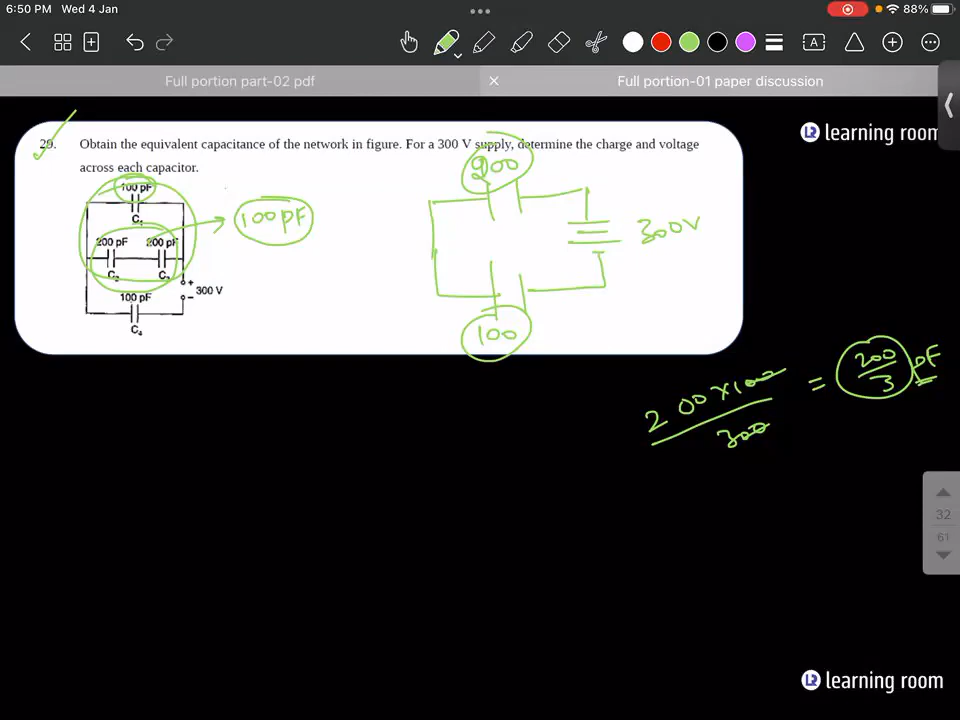 6:50 PM Wed 4 Jan
88%
A
Full portion part-02 pdf
Full portion-01 paper discussion
29. Obtain the equivalent capacitance of the network in figure. For a 300 V supply, determine the charge and voltage
across each capacitor.
learning room
100 pF
C₁
100 pF
200 pF 200 pF
C₂ C₃
+
300 V
–
100 pF
C₄
200
300V
100
200×100 = 200 pF
300 3
32
61
learning room